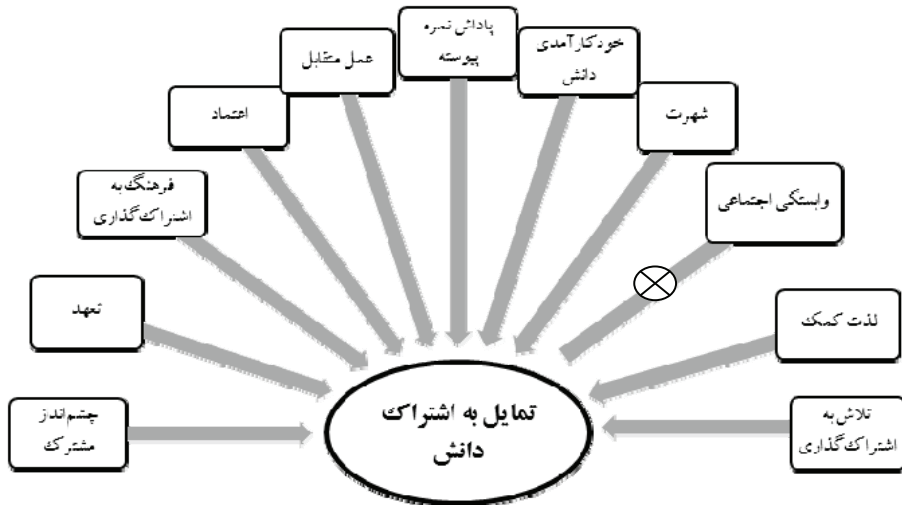 پاداش نمره
پیوسته
خودکارآمدی
دانش
عمل متقابل
شهرت
اعتماد
وابستگی اجتماعی
فرهنگ به
اشتراک‌گذاری
لذت کمک
تعهد
تلاش به
اشتراک‌گذاری
چشم‌انداز
مشترک
تمایل به اشتراک
دانش